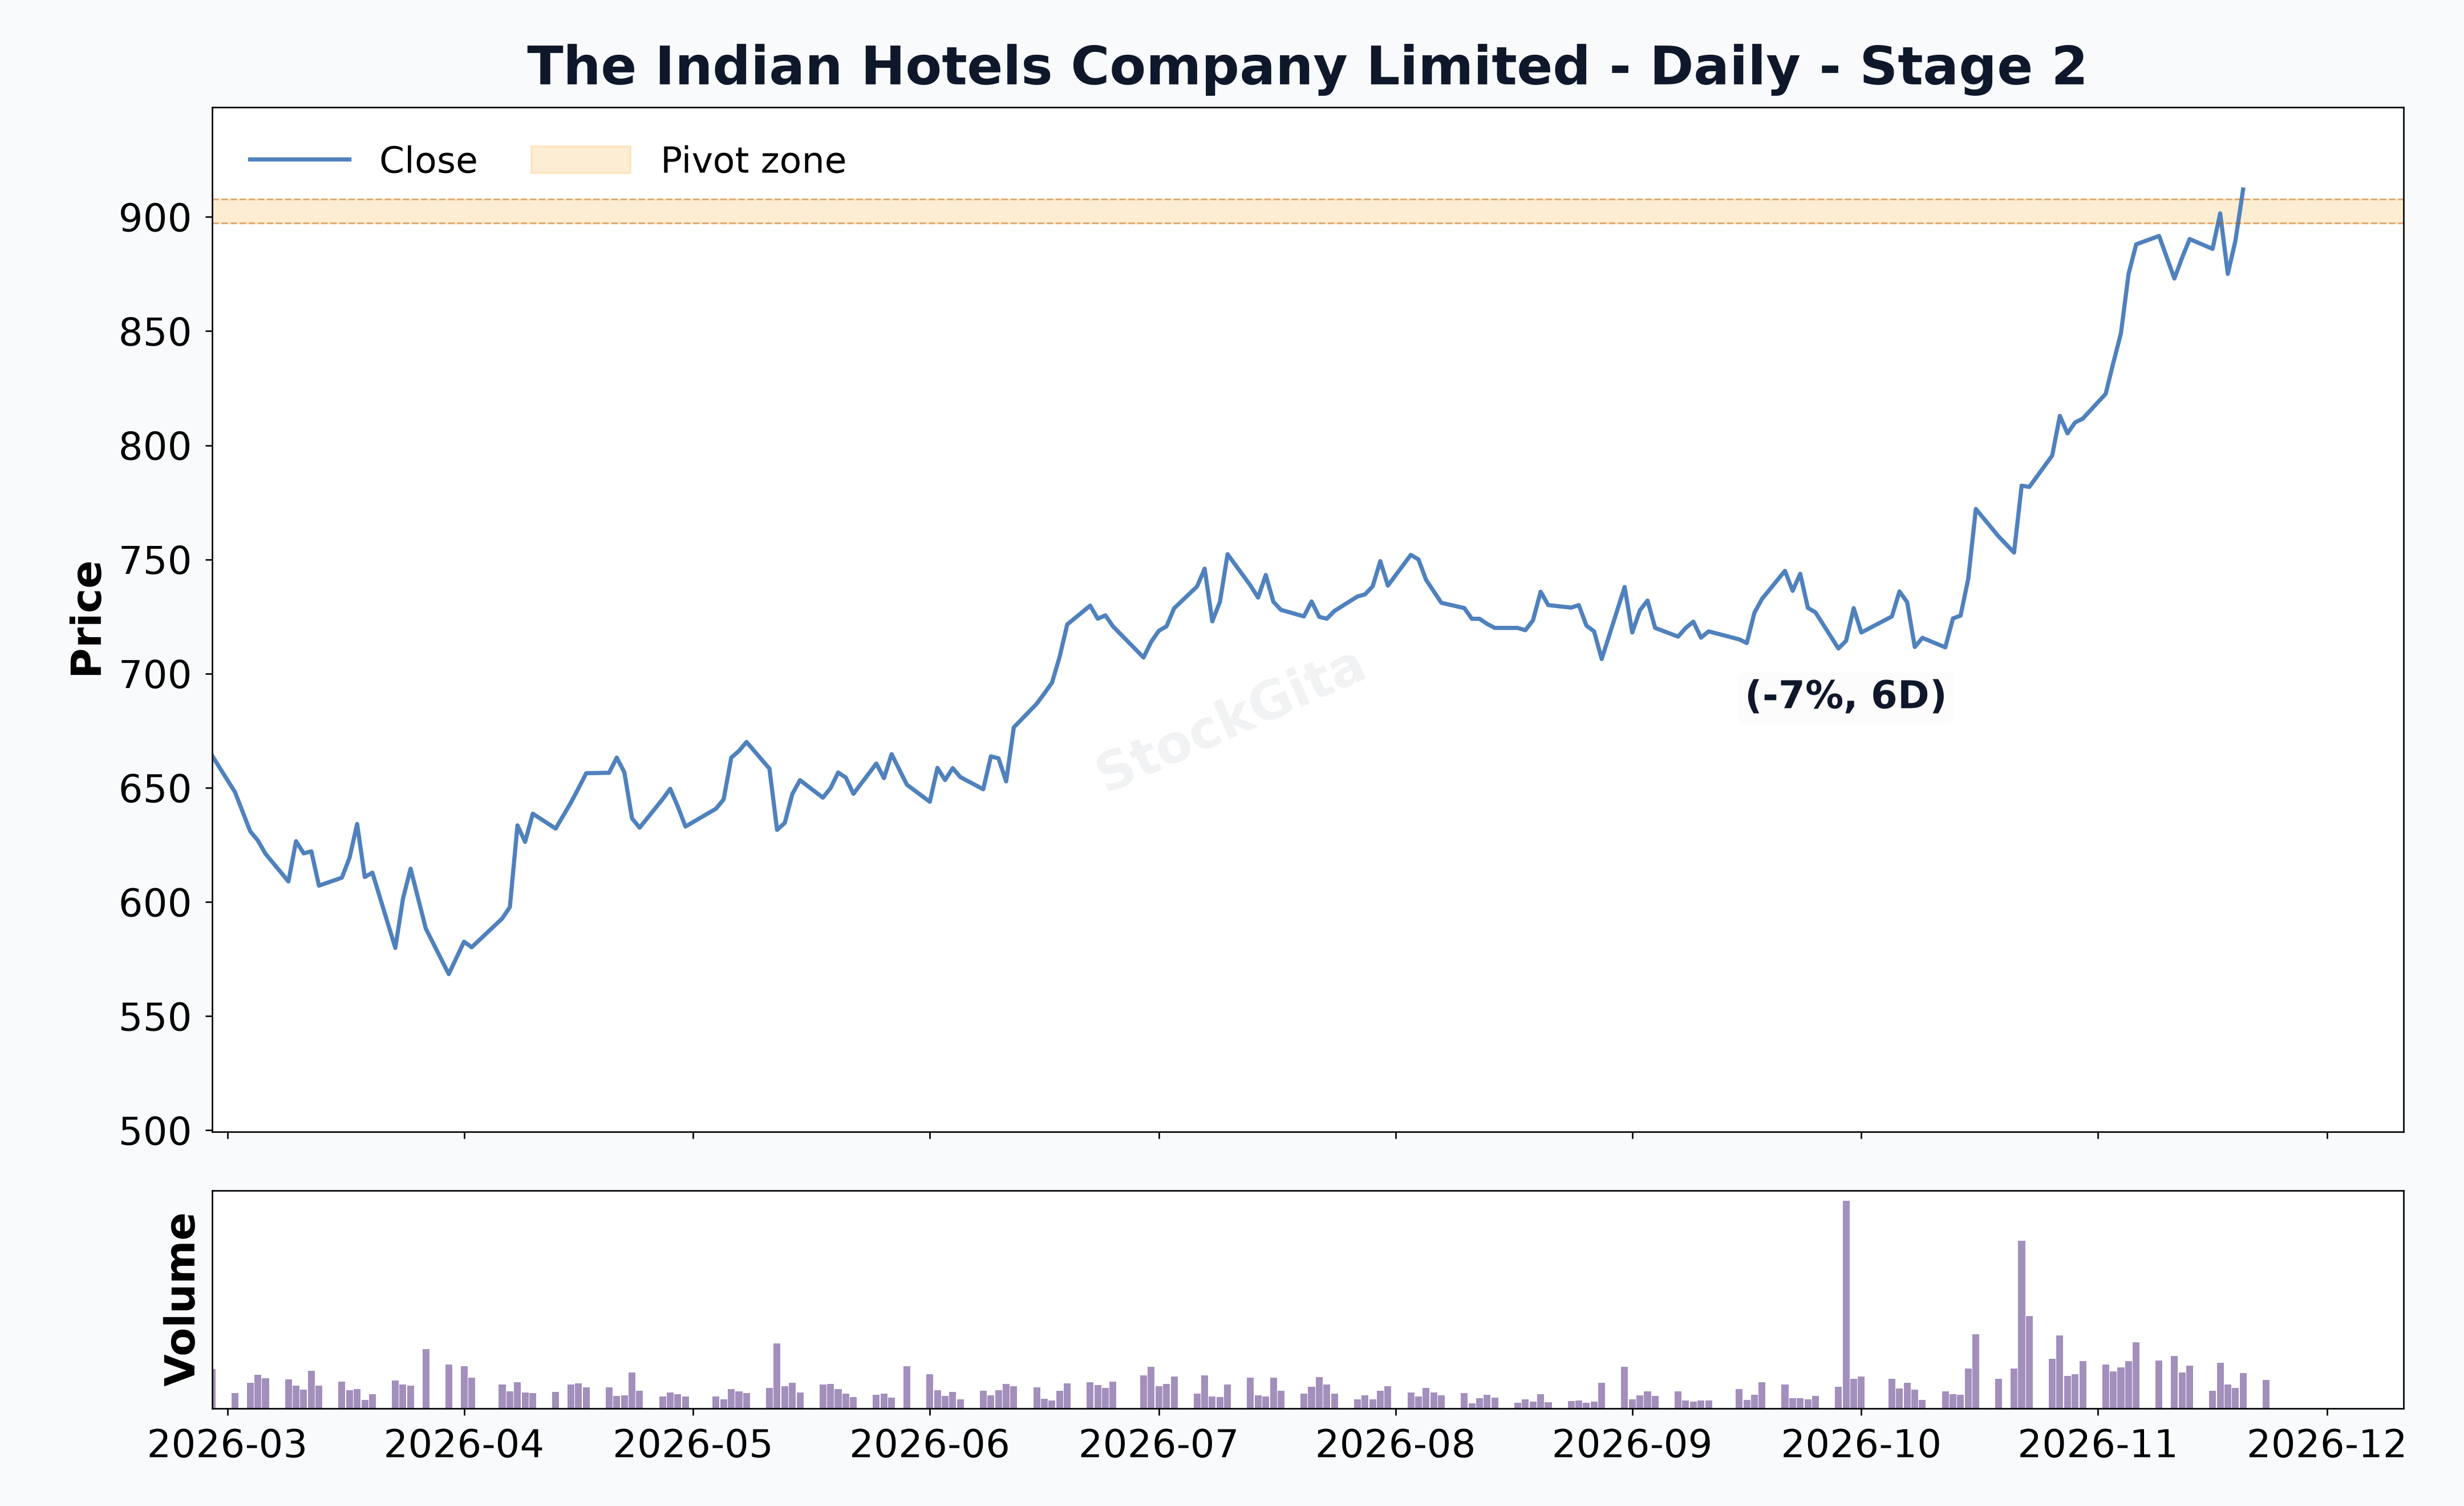 The Indian Hotels Company Limited - Daily - Stage 2
Close
Pivot zone
900
850
800
750
700
650
600
550
500
Price
StockGita
(-7%, 6D)
Volume
2026-03
2026-04
2026-05
2026-06
2026-07
2026-08
2026-09
2026-10
2026-11
2026-12